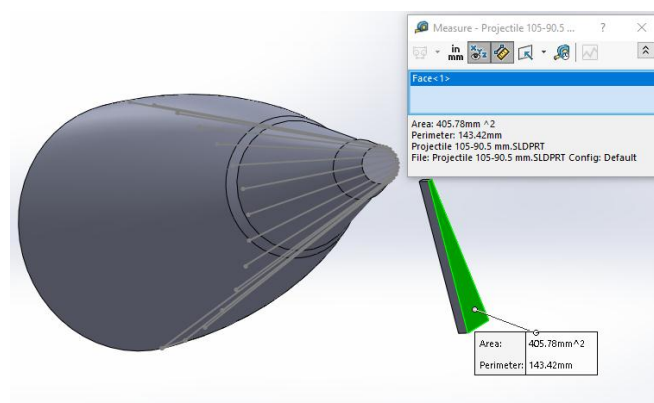 Measure - Projectile 105-90.5 ...
in
mm
Face<1>
Area: 405.78mm ^2
Perimeter: 143.42mm
Projectile 105-90.5 mm.SLDPRT
File: Projectile 105-90.5 mm.SLDPRT Config: Default
Area: 405.78mm^2
Perimeter: 143.42mm